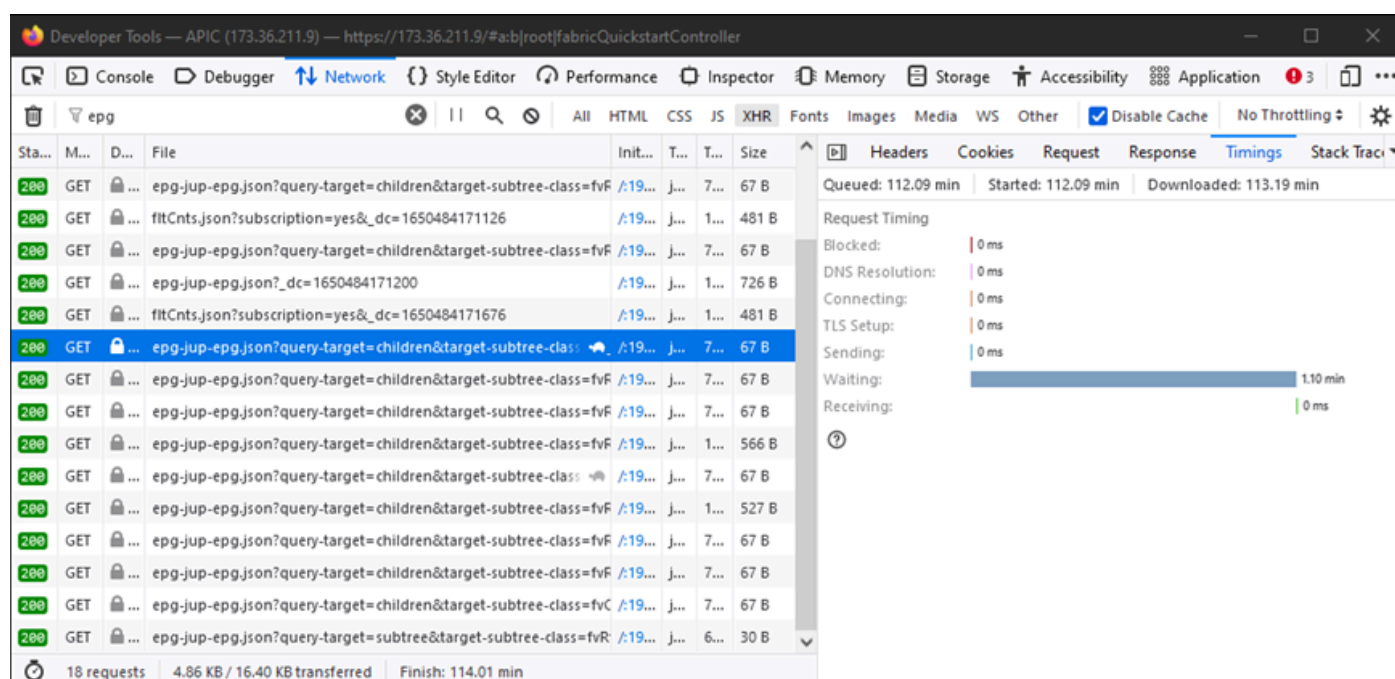 Developer Tools — APIC (173.36.211.9) — https://173.36.211.9/#a:b|root|fabricQuickstartController
Console Debugger Network Style Editor Performance Inspector Memory Storage Accessibility Application 3
epg All HTML CSS JS XHR Fonts Images Media WS Other Disable Cache No Throttling
Sta... M... D... File Init... T... T... Size Headers Cookies Request Response Timings Stack Trac
200 GET ... epg-jup-epg.json?query-target=children&target-subtree-class=fvR /:19... j... 7... 67 B
Queued: 112.09 min Started: 112.09 min Downloaded: 113.19 min
200 GET ... fltCnts.json?subscription=yes&_dc=1650484171126 /:19... j... 1... 481 B
Request Timing
200 GET ... epg-jup-epg.json?query-target=children&target-subtree-class=fvR /:19... j... 7... 67 B
Blocked: 0 ms
200 GET ... epg-jup-epg.json?_dc=1650484171200 /:19... j... 1... 726 B
DNS Resolution: 0 ms
Connecting: 0 ms
200 GET ... fltCnts.json?subscription=yes&_dc=1650484171676 /:19... j... 1... 481 B
TLS Setup: 0 ms
200 GET ... epg-jup-epg.json?query-target=children&target-subtree-class /:19... j... 7... 67 B
Sending: 0 ms
200 GET ... epg-jup-epg.json?query-target=children&target-subtree-class=fvR /:19... j... 7... 67 B
Waiting: 1.10 min
200 GET ... epg-jup-epg.json?query-target=children&target-subtree-class=fvR /:19... j... 7... 67 B
Receiving: 0 ms
200 GET ... epg-jup-epg.json?query-target=children&target-subtree-class=fvR /:19... j... 1... 566 B
200 GET ... epg-jup-epg.json?query-target=children&target-subtree-class /:19... j... 7... 67 B
200 GET ... epg-jup-epg.json?query-target=children&target-subtree-class=fvR /:19... j... 1... 527 B
200 GET ... epg-jup-epg.json?query-target=children&target-subtree-class=fvR /:19... j... 7... 67 B
200 GET ... epg-jup-epg.json?query-target=children&target-subtree-class=fvR /:19... j... 7... 67 B
200 GET ... epg-jup-epg.json?query-target=children&target-subtree-class=fvC /:19... j... 7... 67 B
200 GET ... epg-jup-epg.json?query-target=subtree&target-subtree-class=fvR /:19... j... 6... 30 B
18 requests 4.86 KB / 16.40 KB transferred Finish: 114.01 min